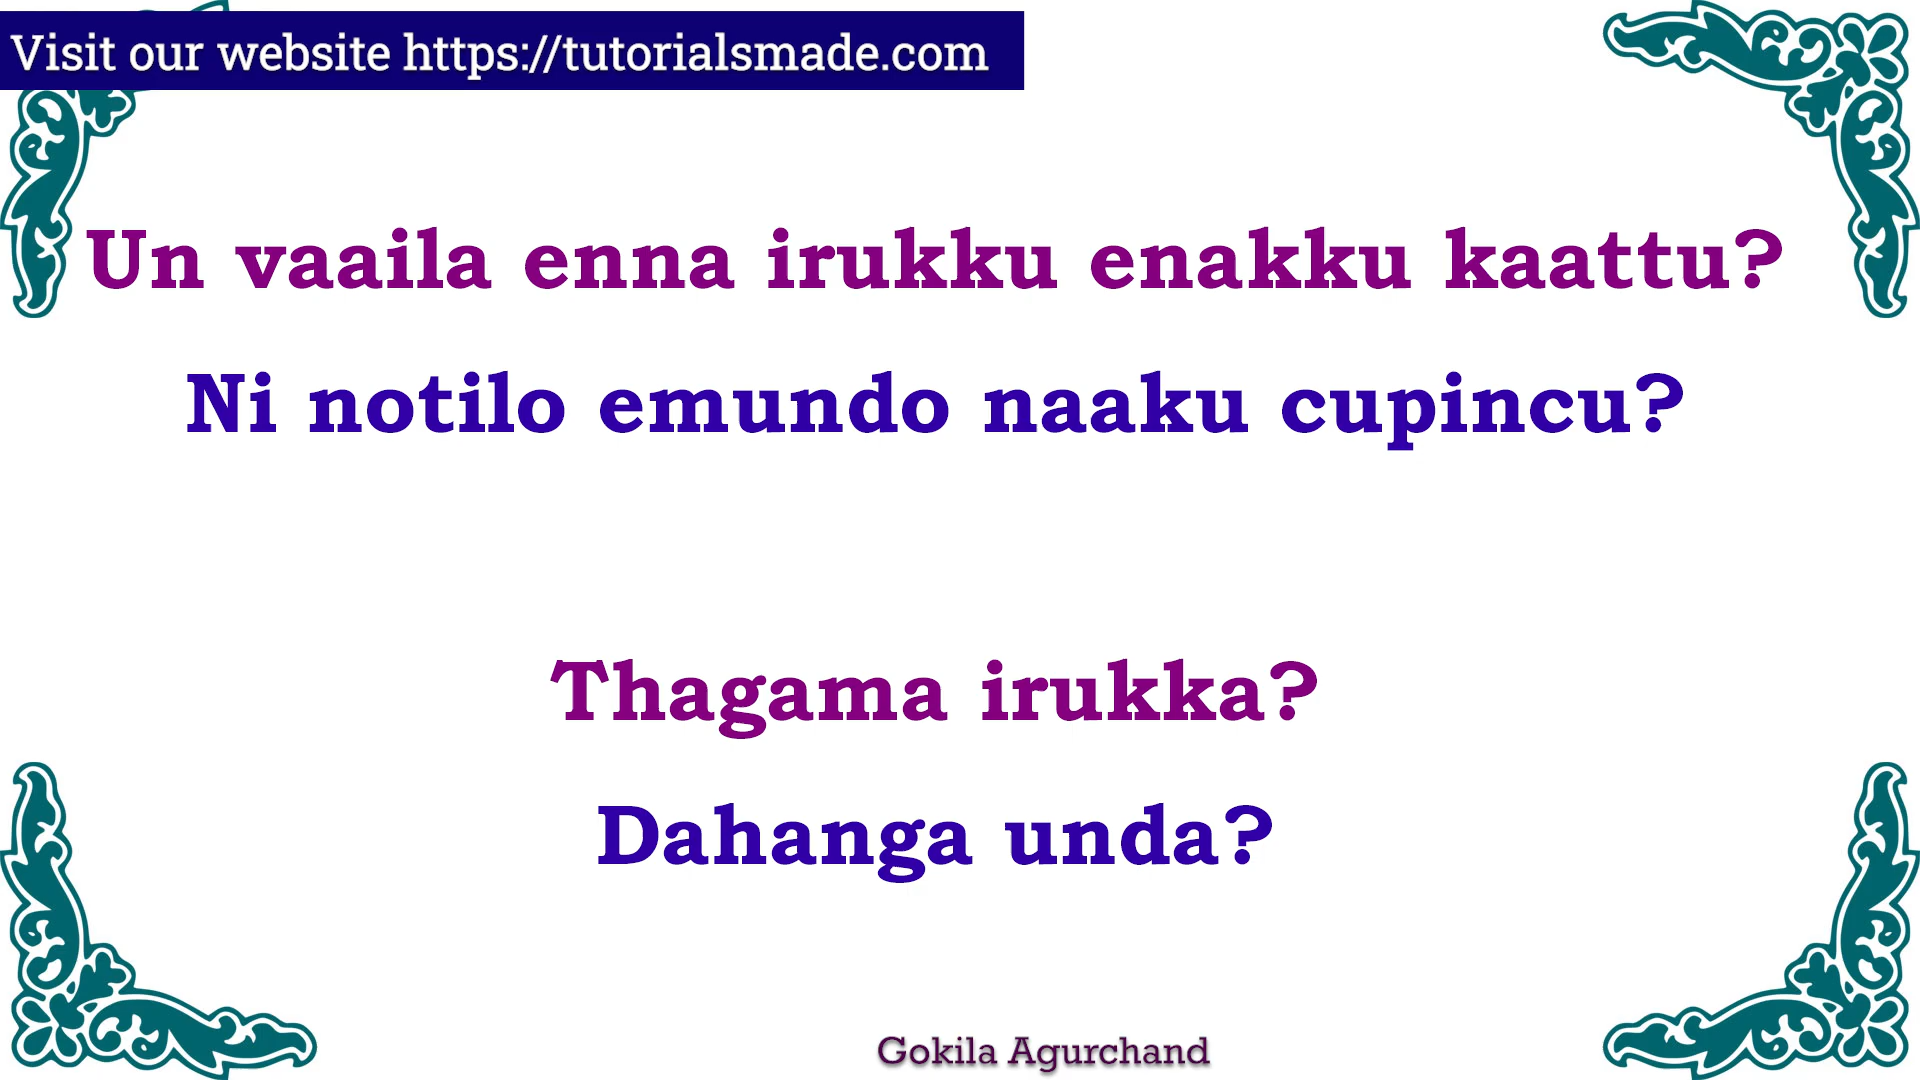 Visit our website https://tutorialsmade.com
Un vaaila enna irukku enakku kaattu?
Ni notilo emundo naaku cupincu?
Thagama irukka?
Dahanga unda?
Gokila Agurchand